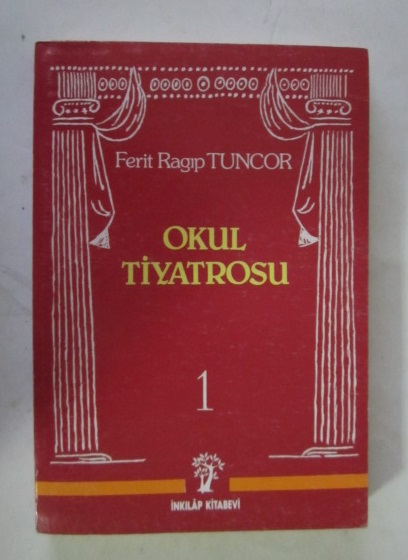 Ferit Ragıp TUNCOR
OKUL
TİYATROSU
1
İNKILÂP KİTABEVİ